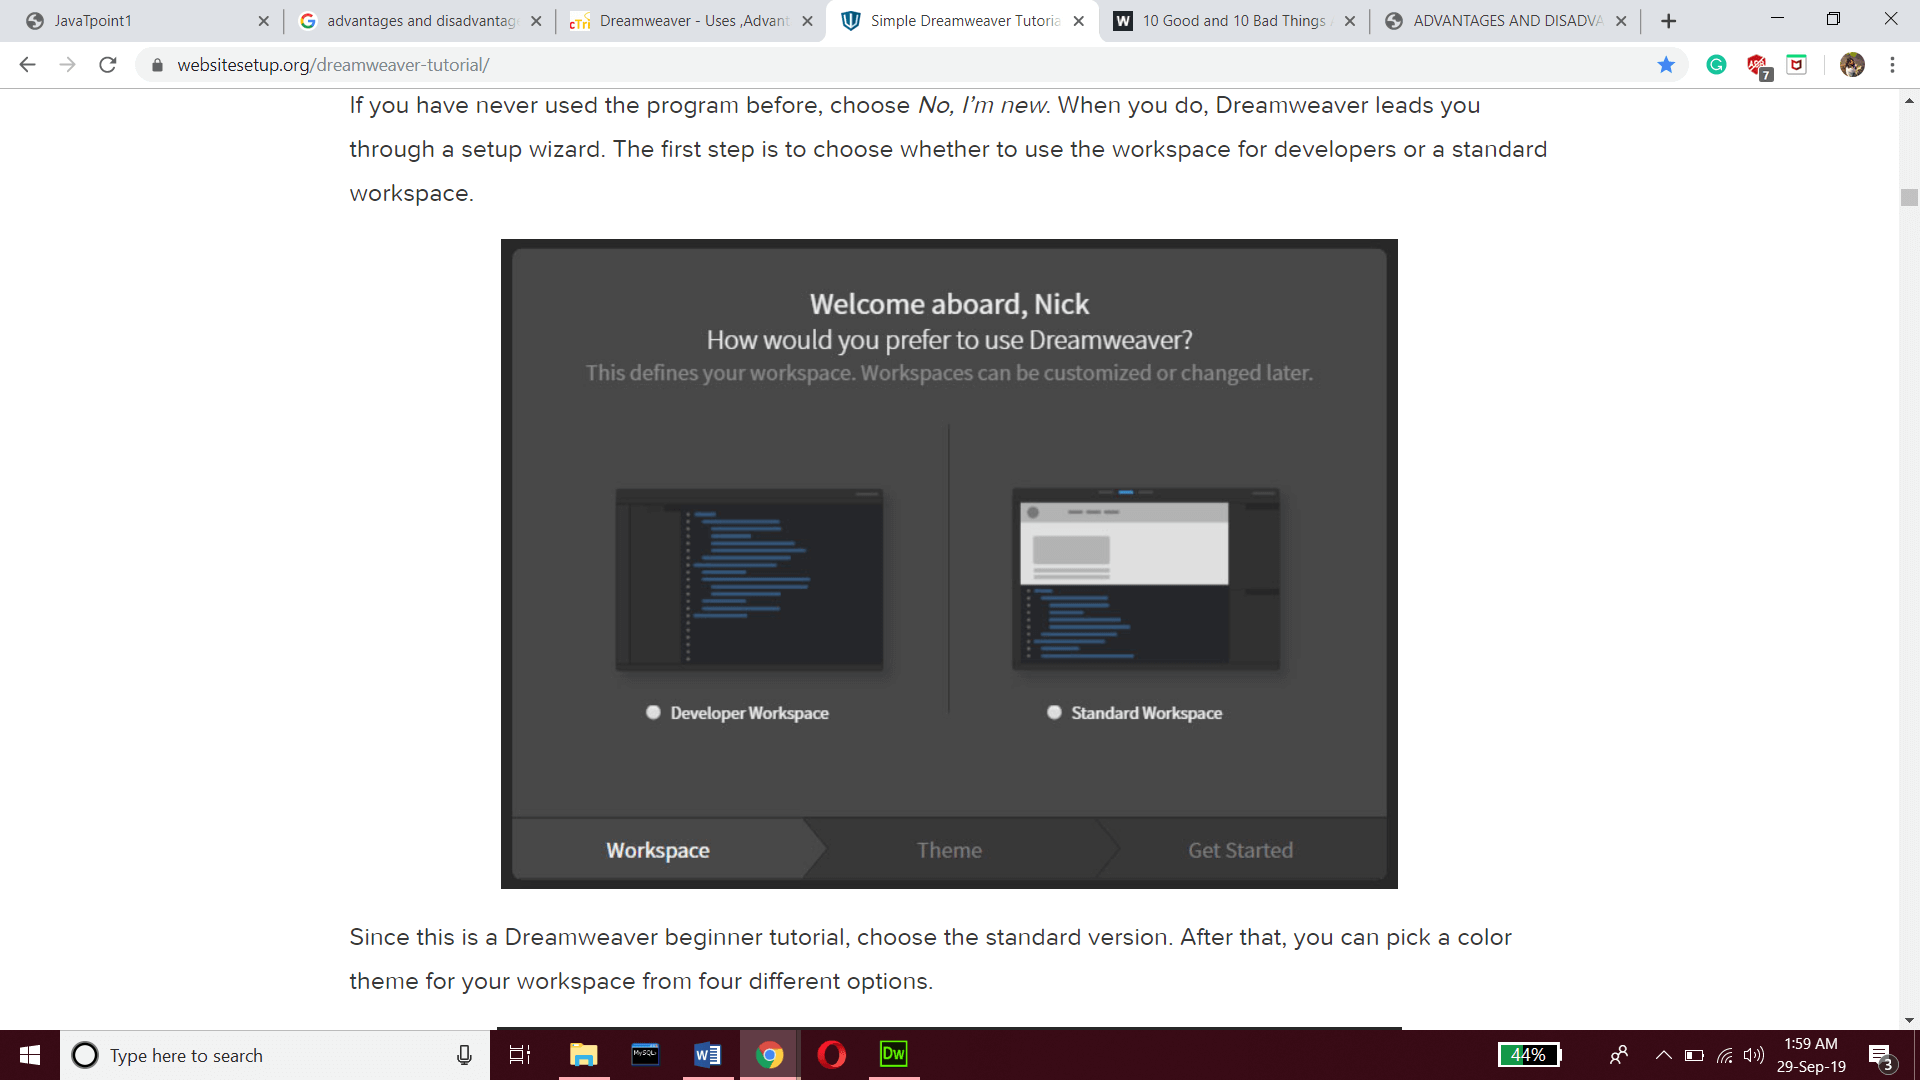 JavaTpoint1
advantages and disadvantage
Dreamweaver - Uses ,Advant
Simple Dreamweaver Tutoria
10 Good and 10 Bad Things
ADVANTAGES AND DISADVA
websitesetup.org/dreamweaver-tutorial/
If you have never used the program before, choose No, I’m new. When you do, Dreamweaver leads you
through a setup wizard. The first step is to choose whether to use the workspace for developers or a standard
workspace.
Welcome aboard, Nick
How would you prefer to use Dreamweaver?
This defines your workspace. Workspaces can be customized or changed later.
Developer Workspace
Standard Workspace
Workspace
Theme
Get Started
Since this is a Dreamweaver beginner tutorial, choose the standard version. After that, you can pick a color
theme for your workspace from four different options.
Type here to search
MySQL
W
Dw
44%
1:59 AM
29-Sep-19
3